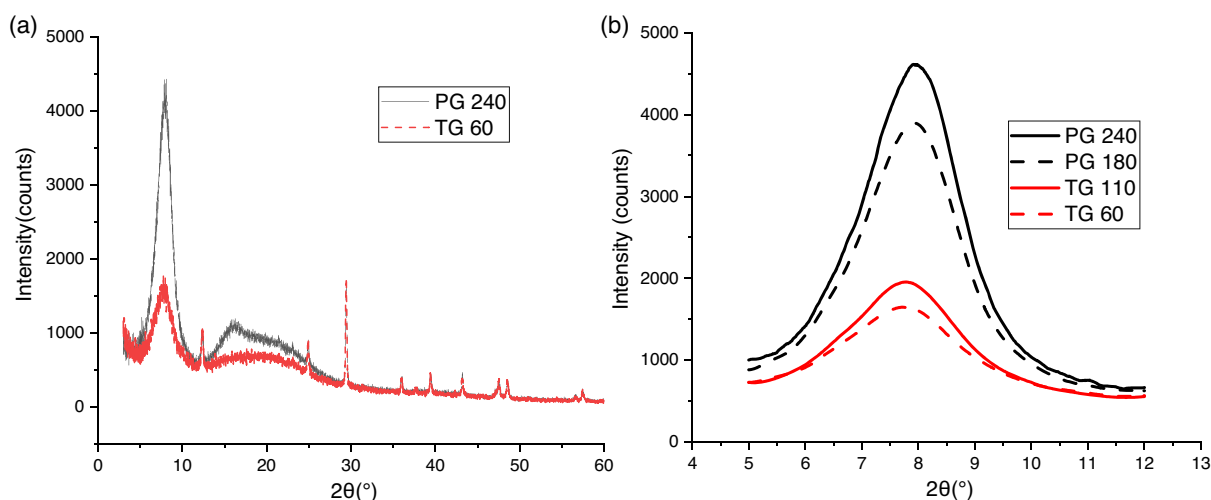 (a)
5000
4000
3000
2000
1000
0
Intensity(counts)
PG 240
TG 60
0 10 20 30 40 50 60
2θ(°)
(b)
5000
4000
3000
2000
1000
0
Intensity (counts)
PG 240
PG 180
TG 110
TG 60
4 5 6 7 8 9 10 11 12 13
2θ(°)